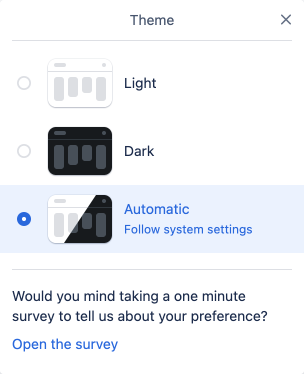 Theme
Light
Dark
Automatic
Follow system settings
Would you mind taking a one minute
survey to tell us about your preference?
Open the survey